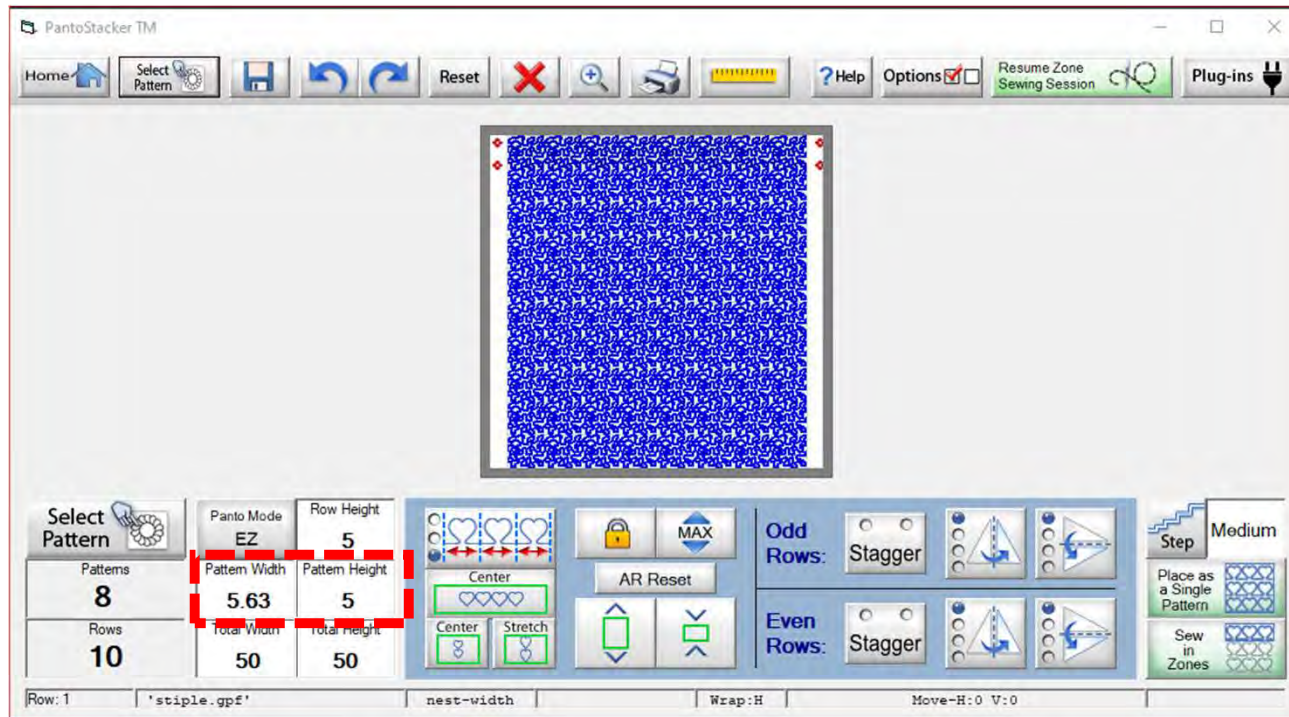 PantoStacker TM
Home
Select
Pattern
Reset
? Help
Options
Resume Zone
Sewing Session
Plug-ins
Select
Pattern
Panto Mode
EZ
Row Height
5
Patterns
8
Pattern Width
5.63
Pattern Height
5
Rows
10
Total Width
50
Total Height
50
Center
Center
Stretch
MAX
AR Reset
Odd
Rows:
Stagger
Even
Rows:
Stagger
Step
Medium
Place as
a Single
Pattern
Sew
in
Zones
Row: 1
'stiple.gpf'
nest-width
Wrap:H
Move-H:0 V:0